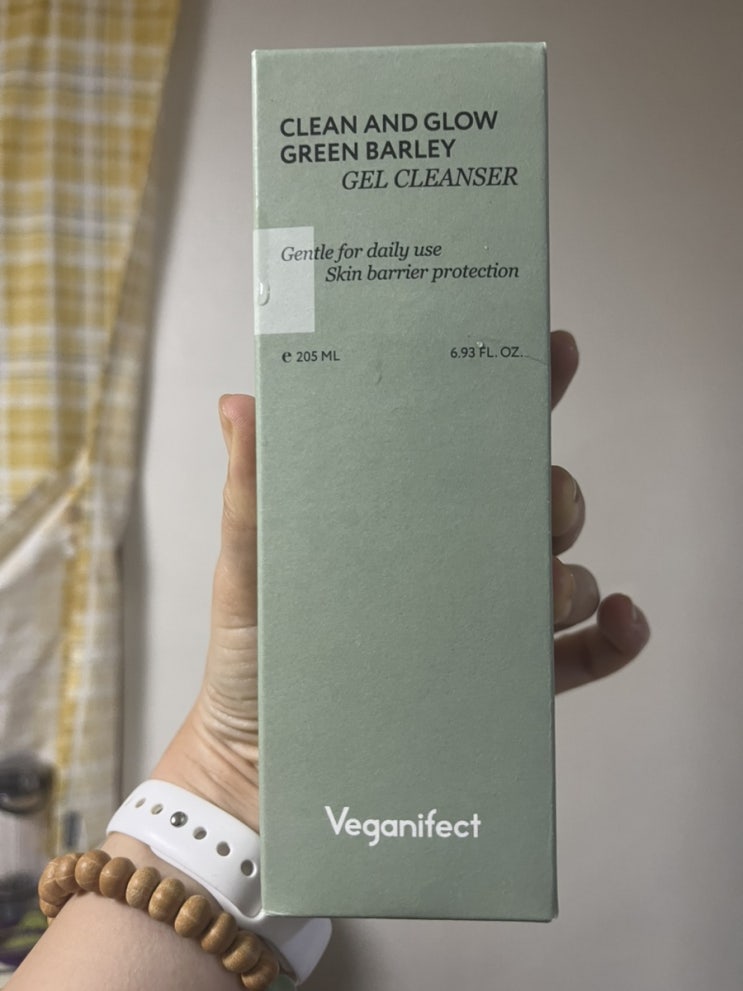 CLEAN AND GLOW
GREEN BARLEY
GEL CLEANSER
Gentle for daily use
Skin barrier protection
℮ 205 ML 6.93 FL. OZ.
Veganifect